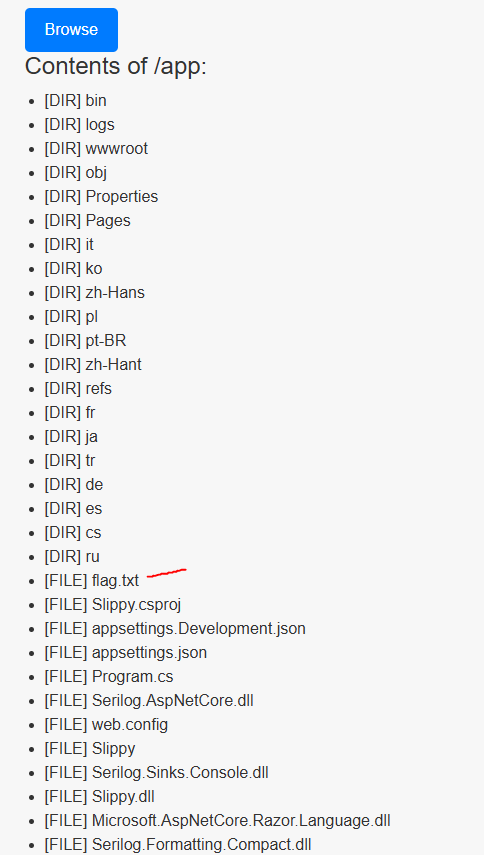 Browse
Contents of /app:
[DIR] bin
[DIR] logs
[DIR] wwwroot
[DIR] obj
[DIR] Properties
[DIR] Pages
[DIR] it
[DIR] ko
[DIR] zh-Hans
[DIR] pl
[DIR] pt-BR
[DIR] zh-Hant
[DIR] refs
[DIR] fr
[DIR] ja
[DIR] tr
[DIR] de
[DIR] es
[DIR] cs
[DIR] ru
[FILE] flag.txt
[FILE] Slippy.csproj
[FILE] appsettings.Development.json
[FILE] appsettings.json
[FILE] Program.cs
[FILE] Serilog.AspNetCore.dll
[FILE] web.config
[FILE] Slippy
[FILE] Serilog.Sinks.Console.dll
[FILE] Slippy.dll
[FILE] Microsoft.AspNetCore.Razor.Language.dll
[FILE] Serilog.Formatting.Compact.dll